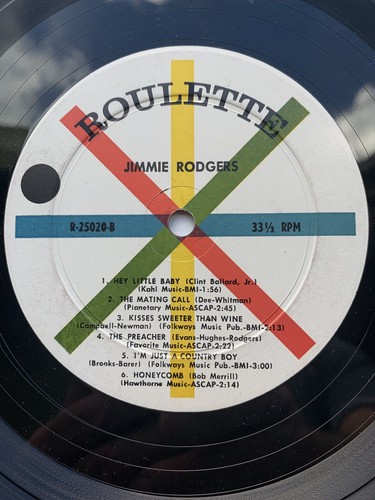 ROULETTE
JIMMIE RODGERS
R-25020-B 33⅓ RPM
1. HEY LITTLE BABY (Clint Ballard, Jr.)
(Kahl Music-BMI-1:56)
2. THE MATING CALL (Dee-Whitman)
(Planetary Music-ASCAP-2:45)
3. KISSES SWEETER THAN WINE
(Campbell-Newman) (Folkways Music Pub.-BMI-2:13)
4. THE PREACHER (Evans-Hughes-Rodgers)
(Favorite Music-ASCAP-2:22)
5. I'M JUST A COUNTRY BOY
(Brooks-Barer) (Folkways Music Pub.-BMI-3:00)
6. HONEYCOMB (Bob Merrill)
(Hawthorne Music-ASCAP-2:14)